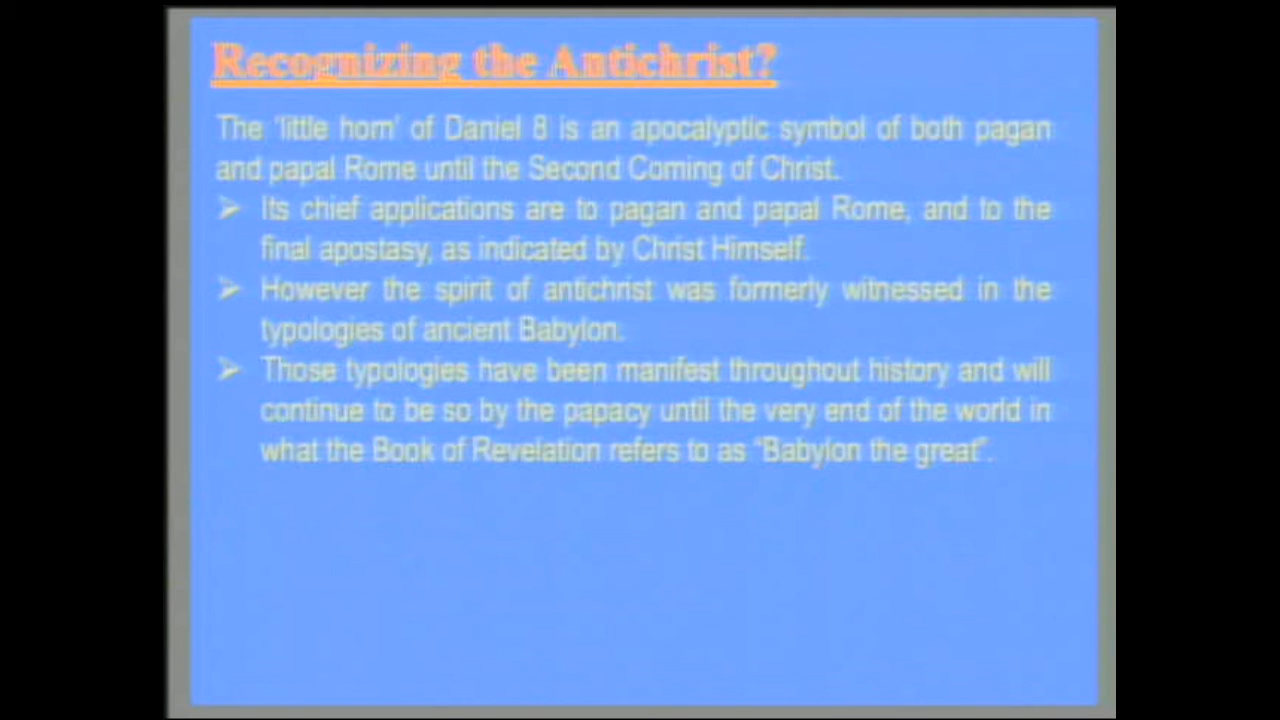 Recognizing the Antichrist?
The 'little horn' of Daniel 8 is an apocalyptic symbol of both pagan
and papal Rome until the Second Coming of Christ.
➢ Its chief applications are to pagan and papal Rome, and to the
final apostasy, as indicated by Christ Himself.
➢ However the spirit of antichrist was formerly witnessed in the
typologies of ancient Babylon.
➢ Those typologies have been manifest throughout history and will
continue to be so by the papacy until the very end of the world in
what the Book of Revelation refers to as "Babylon the great".